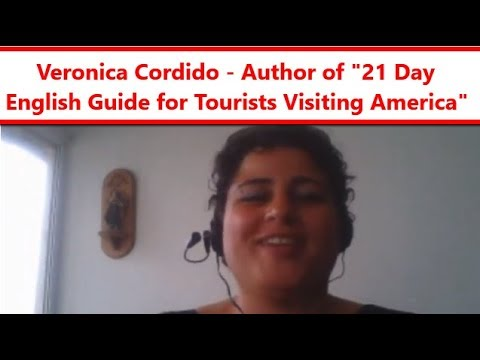 Veronica Cordido - Author of "21 Day
English Guide for Tourists Visiting America"